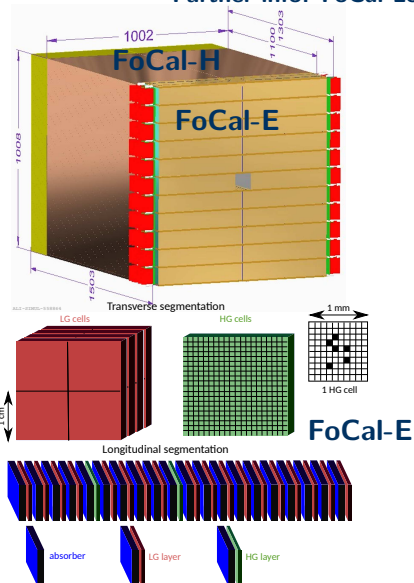 1002
1303
1100
FoCal-H
FoCal-E
1008
1503
Transverse segmentation
LG cells
HG cells
1 mm
1 HG cell
1 cm
FoCal-E
Longitudinal segmentation
absorber
LG layer
HG layer